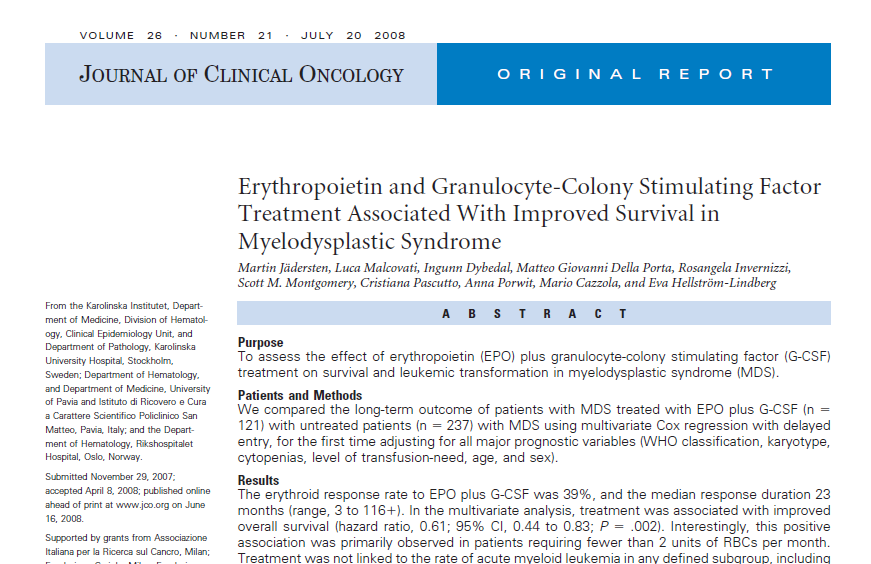 VOLUME 26 · NUMBER 21 · JULY 20 2008
JOURNAL OF CLINICAL ONCOLOGY
ORIGINAL REPORT
Erythropoietin and Granulocyte-Colony Stimulating Factor
Treatment Associated With Improved Survival in
Myelodysplastic Syndrome
Martin Jädersten, Luca Malcovati, Ingunn Dybedal, Matteo Giovanni Della Porta, Rosangela Invernizzi,
Scott M. Montgomery, Cristiana Pascutto, Anna Porwit, Mario Cazzola, and Eva Hellström-Lindberg
From the Karolinska Institutet, Depart-
ment of Medicine, Division of Hematol-
ogy, Clinical Epidemiology Unit, and
Department of Pathology, Karolinska
University Hospital, Stockholm,
Sweden; Department of Hematology,
and Department of Medicine, University
of Pavia and Istituto di Ricovero e Cura
a Carattere Scientifico Policlinico San
Matteo, Pavia, Italy; and the Depart-
ment of Hematology, Rikshospitalet
Hospital, Oslo, Norway.
Submitted November 29, 2007;
accepted April 8, 2008; published online
ahead of print at www.jco.org on June
16, 2008.
Supported by grants from Associazione
Italiana per la Ricerca sul Cancro, Milan;
ABSTRACT
Purpose
To assess the effect of erythropoietin (EPO) plus granulocyte-colony stimulating factor (G-CSF)
treatment on survival and leukemic transformation in myelodysplastic syndrome (MDS).
Patients and Methods
We compared the long-term outcome of patients with MDS treated with EPO plus G-CSF (n =
121) with untreated patients (n = 237) with MDS using multivariate Cox regression with delayed
entry, for the first time adjusting for all major prognostic variables (WHO classification, karyotype,
cytopenias, level of transfusion-need, age, and sex).
Results
The erythroid response rate to EPO plus G-CSF was 39%, and the median response duration 23
months (range, 3 to 116+). In the multivariate analysis, treatment was associated with improved
overall survival (hazard ratio, 0.61; 95% CI, 0.44 to 0.83; P = .002). Interestingly, this positive
association was primarily observed in patients requiring fewer than 2 units of RBCs per month.
Treatment was not linked to the rate of acute myeloid leukemia in any defined subgroup, including